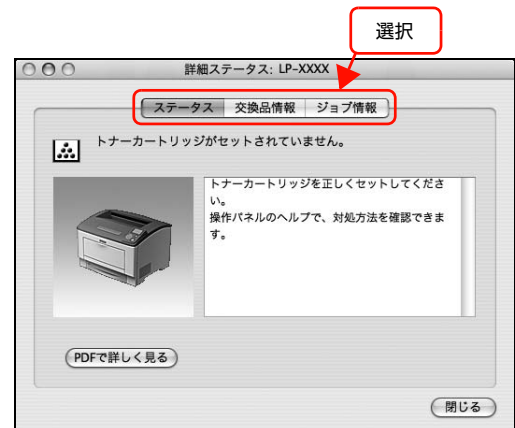 選択
詳細ステータス: LP-XXXX
ステータス 交換品情報 ジョブ情報
トナーカートリッジがセットされていません。
トナーカートリッジを正しくセットしてくださ
い。
操作パネルのヘルプで、対処方法を確認できま
す。
PDFで詳しく見る
閉じる